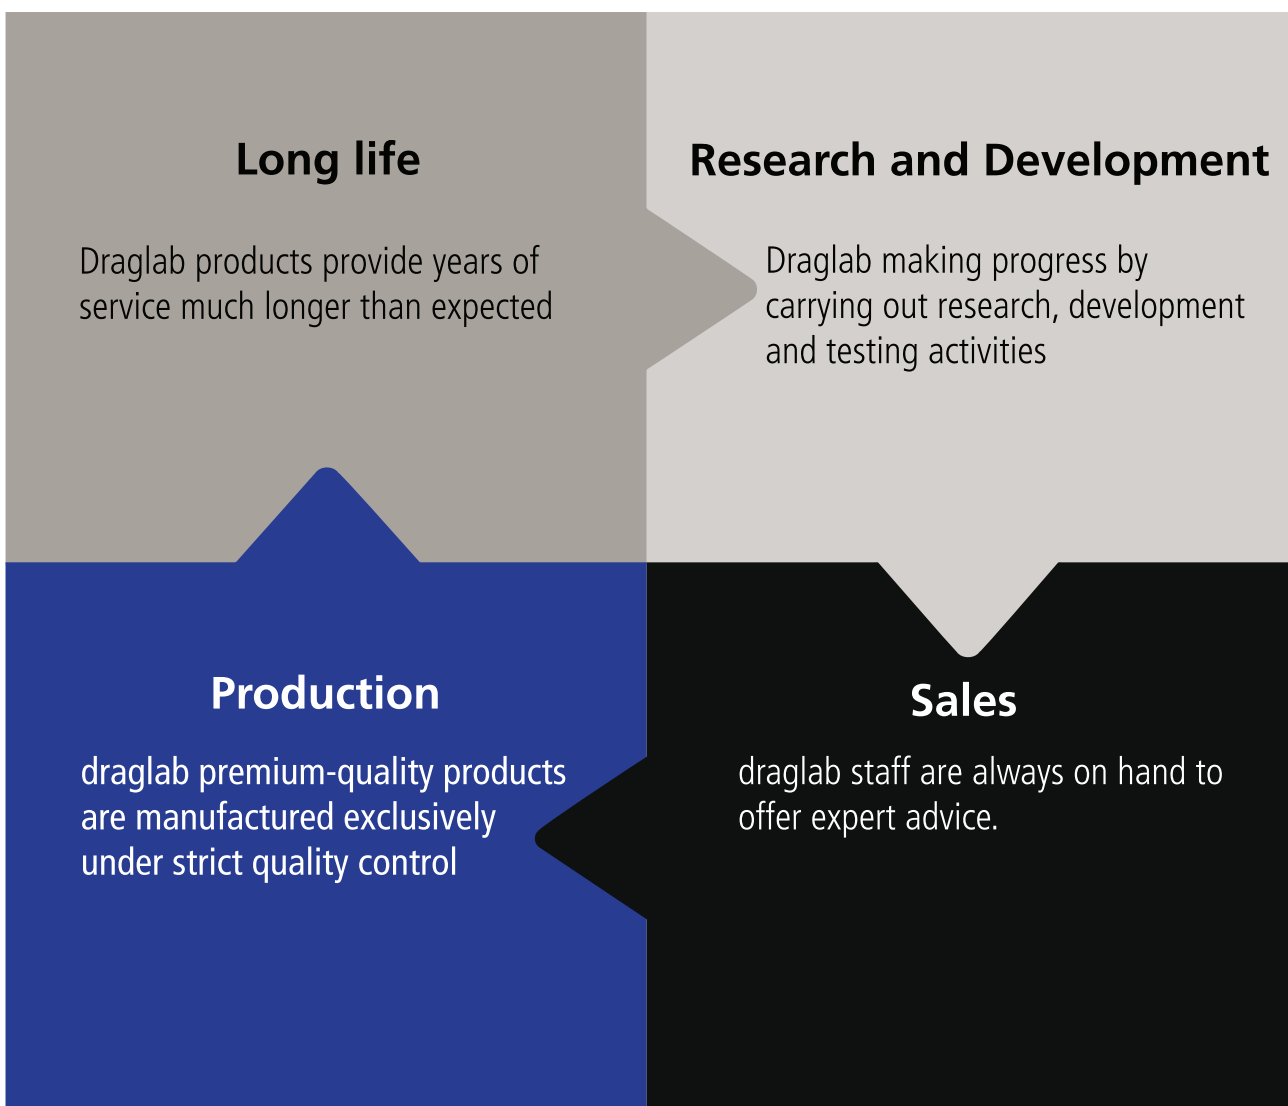 Long life
Draglab products provide years of
service much longer than expected
Research and Development
Draglab making progress by
carrying out research, development
and testing activities
Production
draglab premium-quality products
are manufactured exclusively
under strict quality control
Sales
draglab staff are always on hand to
offer expert advice.